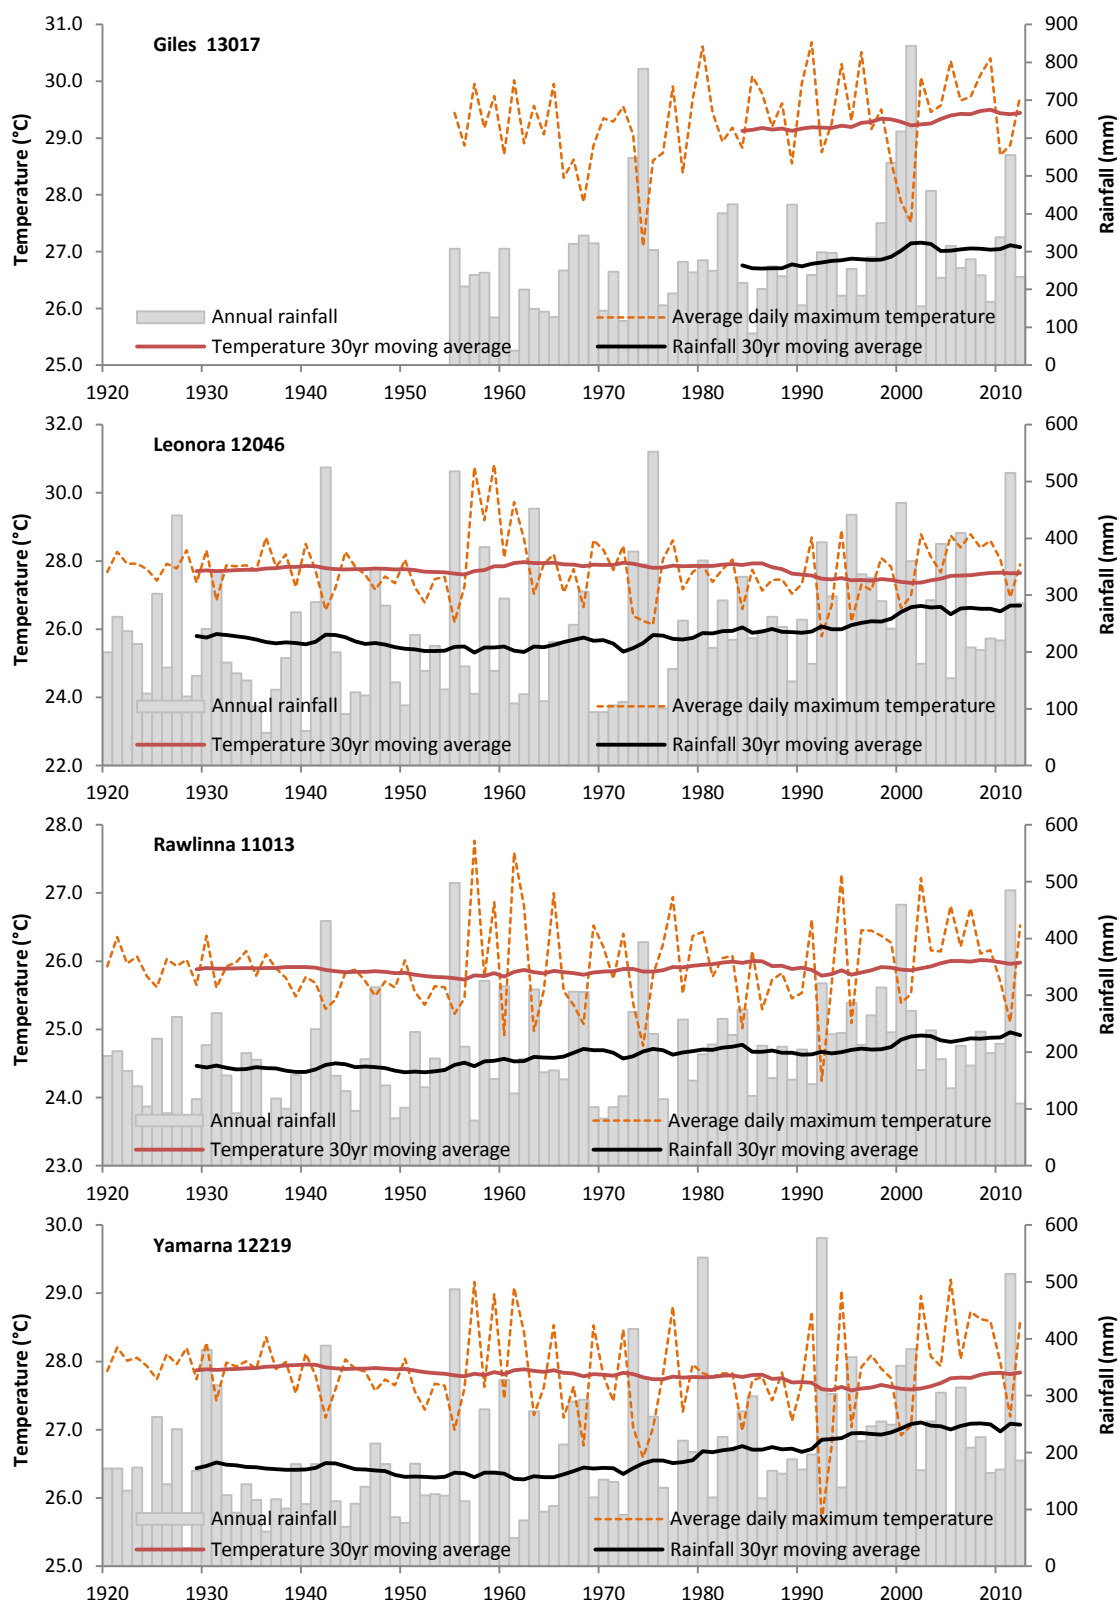 Giles 13017
Temperature (°C)
Rainfall (mm)
31.0
30.0
29.0
28.0
27.0
26.0
25.0
900
800
700
600
500
400
300
200
100
0
Annual rainfall
Average daily maximum temperature
Temperature 30yr moving average
Rainfall 30yr moving average
1920 1930 1940 1950 1960 1970 1980 1990 2000 2010
Leonora 12046
Temperature (°C)
Rainfall (mm)
32.0
30.0
28.0
26.0
24.0
22.0
600
500
400
300
200
100
0
Annual rainfall
Average daily maximum temperature
Temperature 30yr moving average
Rainfall 30yr moving average
1920 1930 1940 1950 1960 1970 1980 1990 2000 2010
Rawlinna 11013
Temperature (°C)
Rainfall (mm)
28.0
27.0
26.0
25.0
24.0
23.0
600
500
400
300
200
100
0
Annual rainfall
Average daily maximum temperature
Temperature 30yr moving average
Rainfall 30yr moving average
1920 1930 1940 1950 1960 1970 1980 1990 2000 2010
Yamarna 12219
Temperature (°C)
Rainfall (mm)
30.0
29.0
28.0
27.0
26.0
25.0
600
500
400
300
200
100
0
Annual rainfall
Average daily maximum temperature
Temperature 30yr moving average
Rainfall 30yr moving average
1920 1930 1940 1950 1960 1970 1980 1990 2000 2010